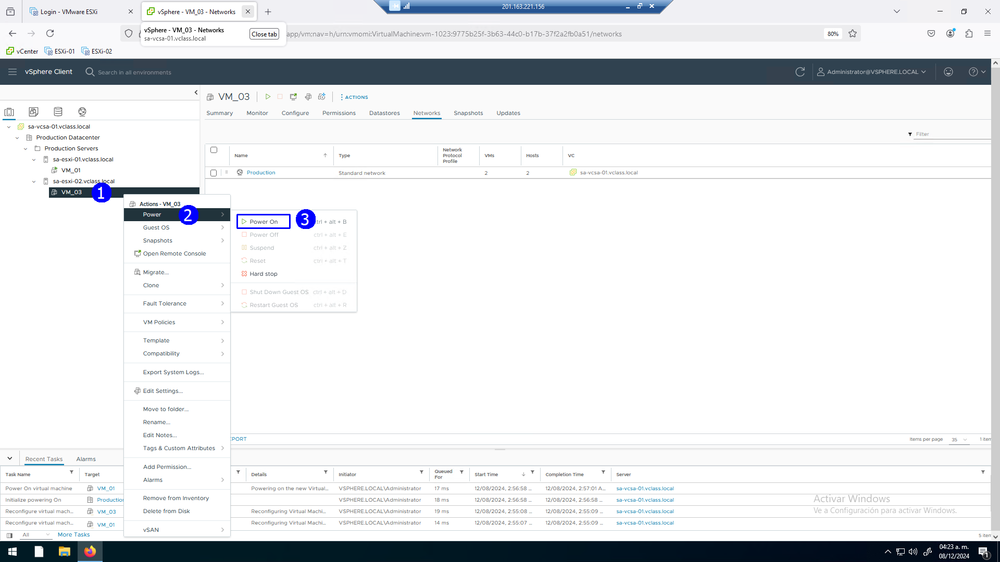 Login - VMware ESXi
vSphere - VM_03 - Networks
201.163.221.156
vSphere - VM_03 - Networks
sa-vcsa-01.vclass.local
Close tab
app/vm;nav=h/urn:vmomi:VirtualMachine:vm-1023:9775b25f-3b63-44c0-b17b-37f2a2fb0a51/networks
80%
vCenter
ESXi-01
ESXi-02
vSphere Client
Search in all environments
Administrator@VSPHERE.LOCAL
VM_03
ACTIONS
Summary
Monitor
Configure
Permissions
Datastores
Networks
Snapshots
Updates
sa-vcsa-01.vclass.local
Production Datacenter
Production Servers
sa-esxi-01.vclass.local
VM_01
sa-esxi-02.vclass.local
VM_03
1
Filter
Name
Type
Network Protocol Profile
VMs
Hosts
VC
Production
Standard network
2
2
sa-vcsa-01.vclass.local
Actions - VM_03
Power
2
Guest OS
Snapshots
Open Remote Console
Migrate...
Clone
Fault Tolerance
VM Policies
Template
Compatibility
Export System Logs...
Edit Settings...
Move to folder...
Rename...
Edit Notes...
Tags & Custom Attributes
Add Permission...
Alarms
Remove from Inventory
Delete from Disk
vSAN
Power On
3
trl + alt + B
Power Off ctrl + alt + E
Suspend ctrl + alt + Z
Reset ctrl + alt + T
Hard stop
Shut Down Guest OS ctrl + alt + D
Restart Guest OS ctrl + alt + R
PORT
Items per page 35
1 item
Recent Tasks
Alarms
Task Name
Target
Details
Initiator
Queued For
Start Time
Completion Time
Server
Power On virtual machine VM_01 Powering on the new Virtual... VSPHERE.LOCAL\Administrator 17 ms 12/08/2024, 2:56:58 ... 12/08/2024, 2:57:01 A... sa-vcsa-01.vclass.local
Initialize powering On Production VSPHERE.LOCAL\Administrator 18 ms 12/08/2024, 2:56:58 ... 12/08/2024, 2:56:58 ... sa-vcsa-01.vclass.local
Reconfigure virtual mach... VM_03 Reconfiguring Virtual Machi... VSPHERE.LOCAL\Administrator 19 ms 12/08/2024, 2:55:08 ... 12/08/2024, 2:55:09 ... sa-vcsa-01.vclass.local
Reconfigure virtual mach... VM_01 Reconfiguring Virtual Machi... VSPHERE.LOCAL\Administrator 14 ms 12/08/2024, 2:55:07 ... 12/08/2024, 2:55:09 ... sa-vcsa-01.vclass.local
All
More Tasks
5 item
Activar Windows
Ve a Configuración para activar Windows.
04:23 a. m.
08/12/2024
1